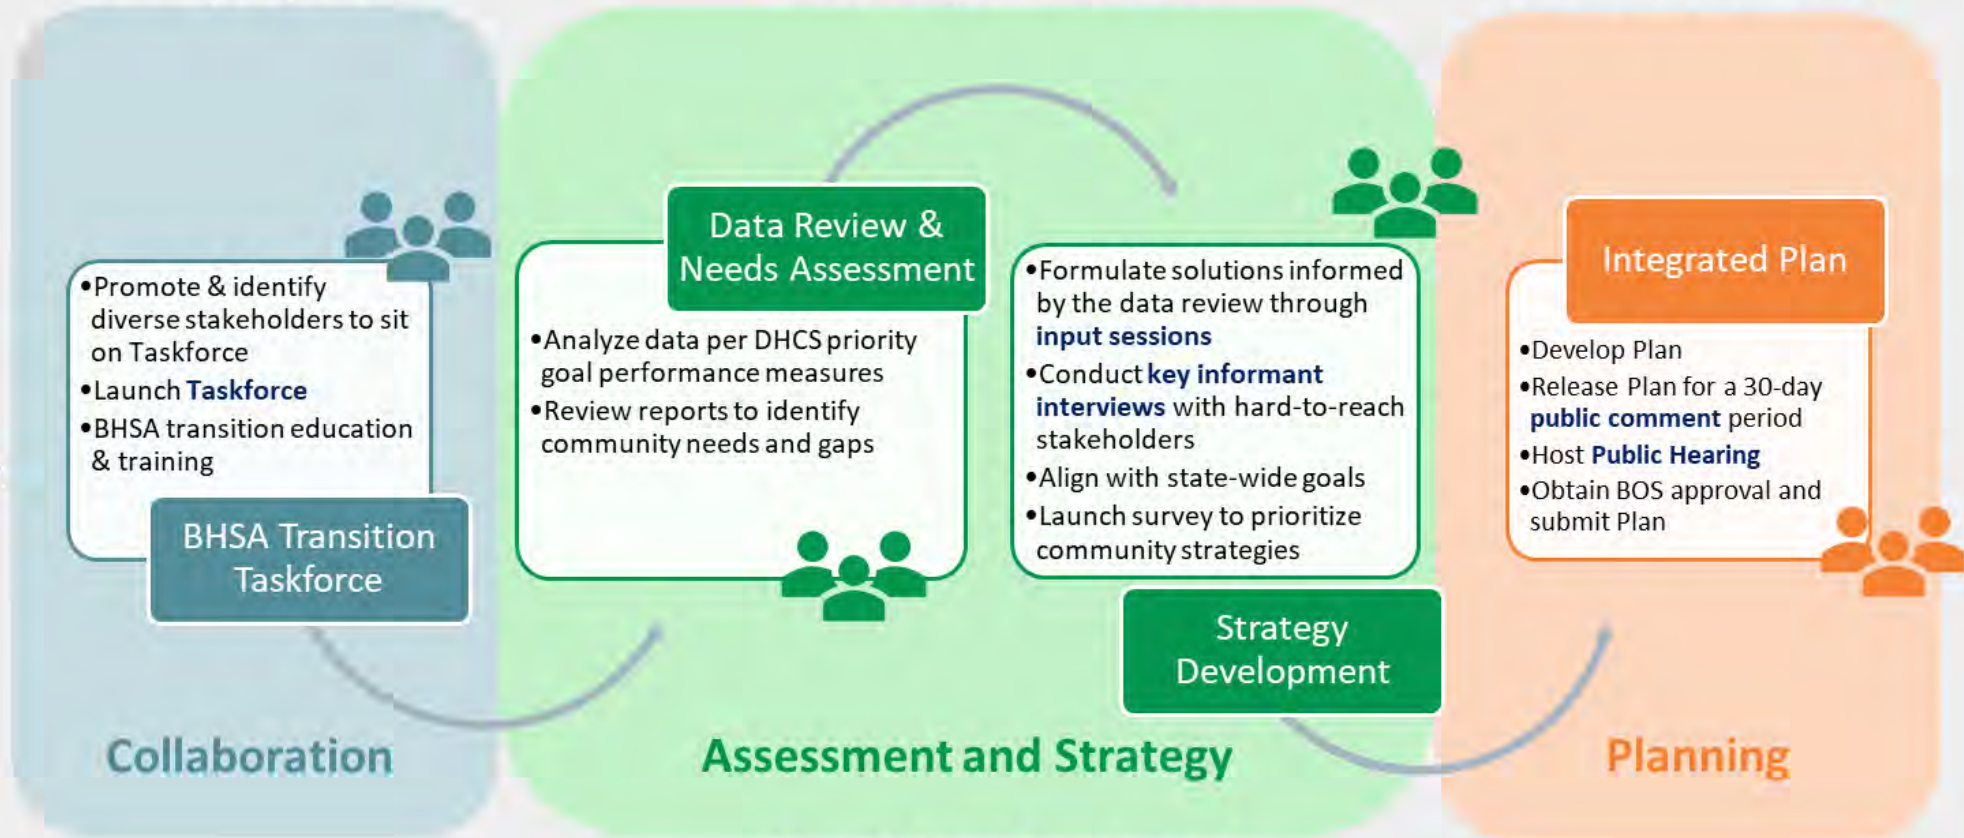 •Promote & identify
diverse stakeholders to sit
on Taskforce
•Launch Taskforce
•BHSA transition education
& training
BHSA Transition
Taskforce
Collaboration
Data Review &
Needs Assessment
•Analyze data per DHCS priority
goal performance measures
•Review reports to identify
community needs and gaps
•Formulate solutions informed
by the data review through
input sessions
•Conduct key informant
interviews with hard-to-reach
stakeholders
•Align with state-wide goals
•Launch survey to prioritize
community strategies
Strategy
Development
Assessment and Strategy
Integrated Plan
•Develop Plan
•Release Plan for a 30-day
public comment period
•Host Public Hearing
•Obtain BOS approval and
submit Plan
Planning